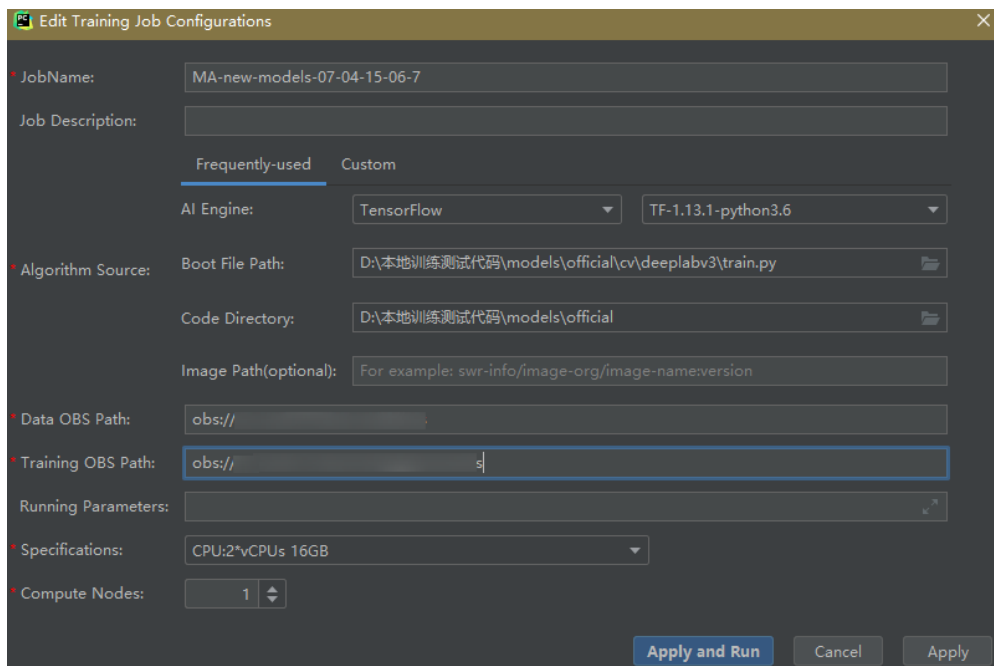 PC Edit Training Job Configurations
* JobName: MA-new-models-07-04-15-06-7
Job Description:
Frequently-used Custom
AI Engine: TensorFlow TF-1.13.1-python3.6
* Algorithm Source:
Boot File Path: D:\本地训练测试代码\models\official\cv\deeplabv3\train.py
Code Directory: D:\本地训练测试代码\models\official
Image Path(optional): For example: swr-info/image-org/image-name:version
* Data OBS Path: obs://
* Training OBS Path: obs:// s
Running Parameters:
* Specifications: CPU:2*vCPUs 16GB
* Compute Nodes: 1
Apply and Run Cancel Apply